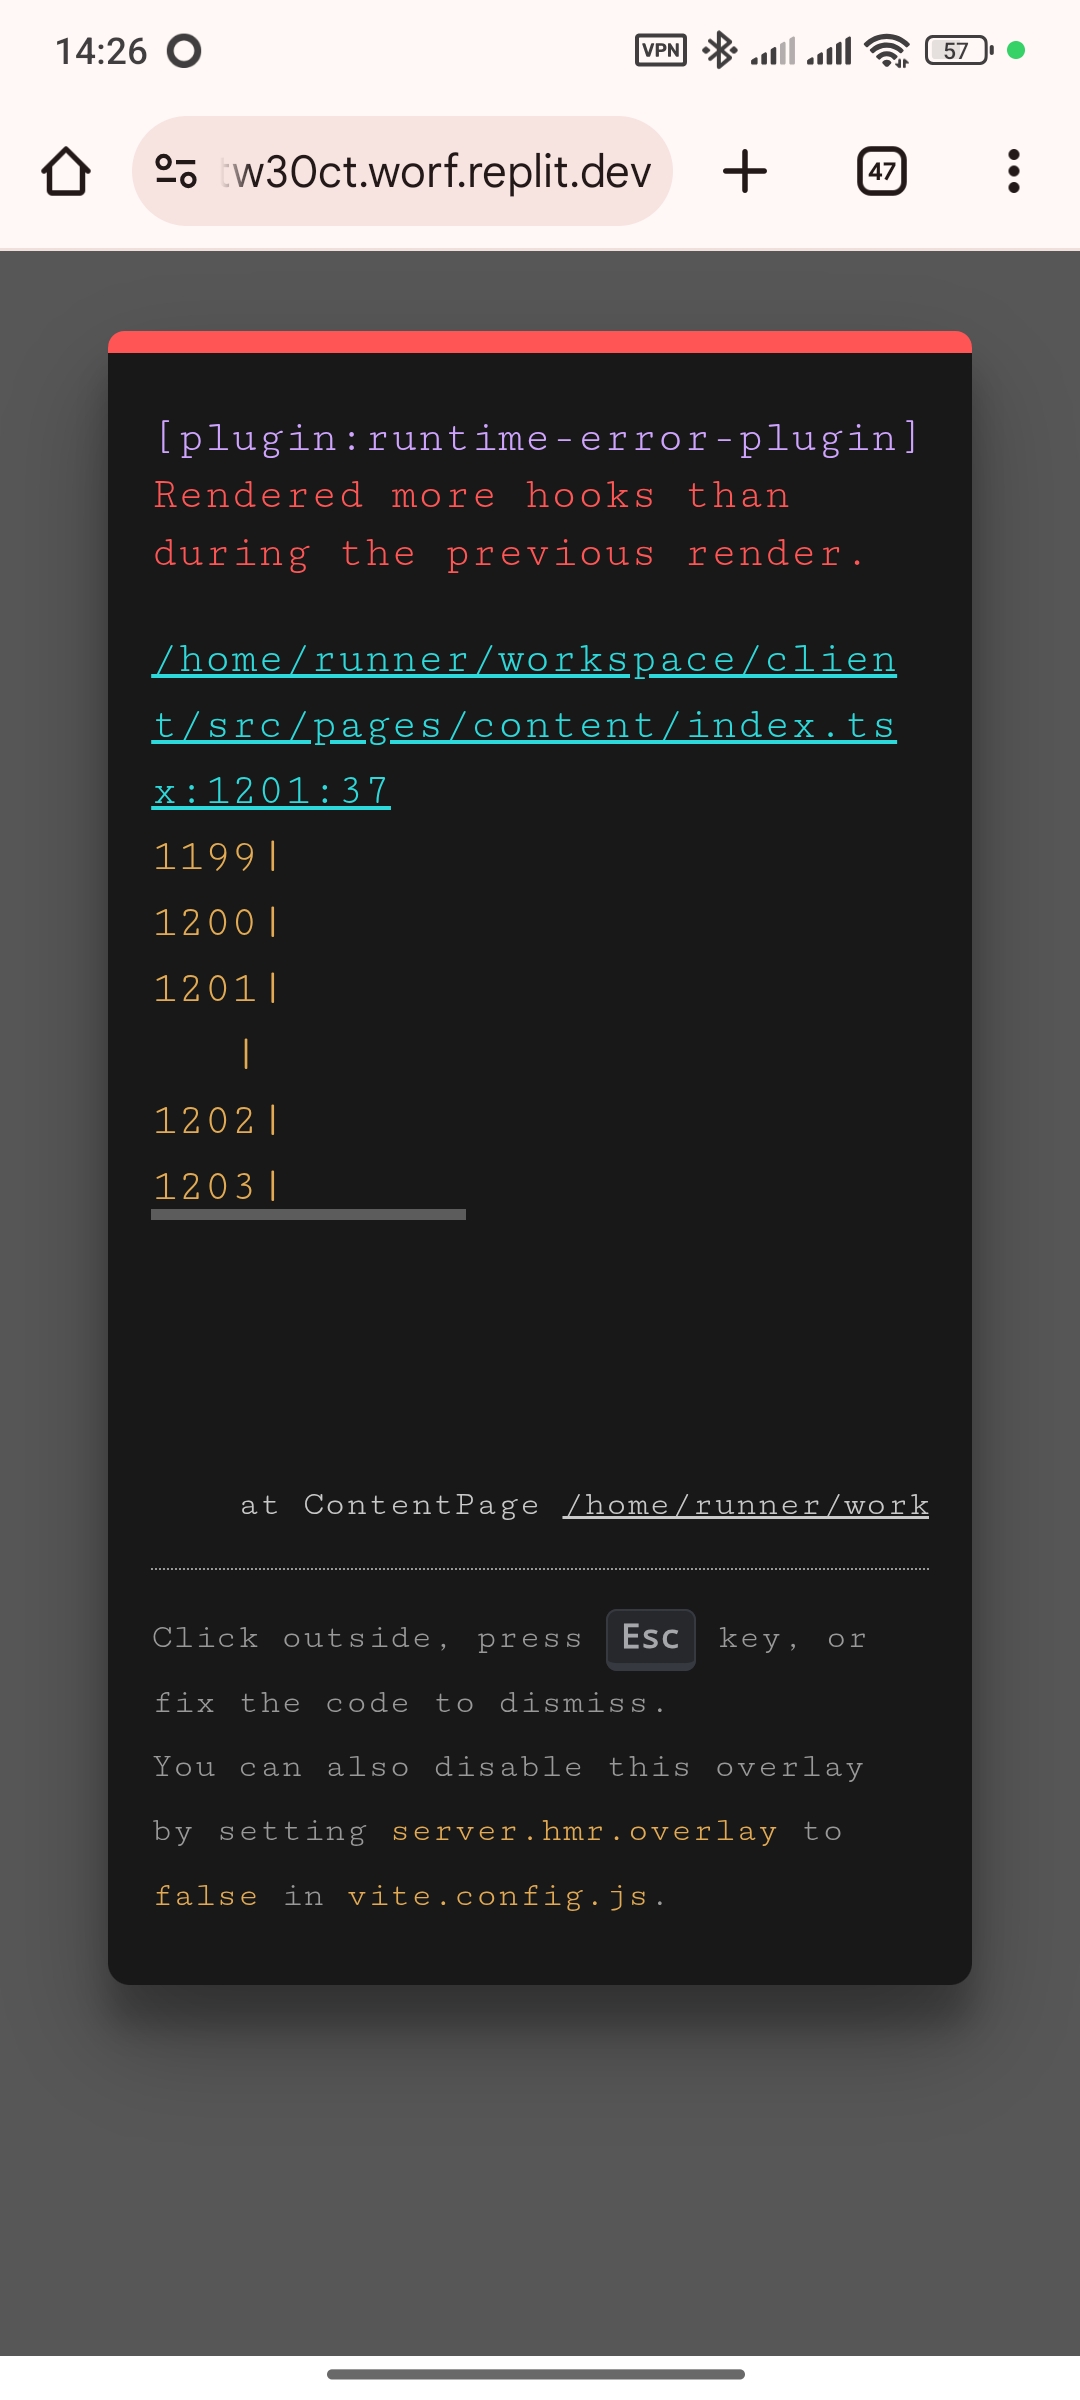 14:26 VPN 57
w30ct.worf.replit.dev 47
[plugin:runtime-error-plugin]
Rendered more hooks than
during the previous render.
/home/runner/workspace/clien
t/src/pages/content/index.ts
x:1201:37
1199|
1200|
1201|
|
1202|
1203|
at ContentPage /home/runner/work
Click outside, press Esc key, or
fix the code to dismiss.
You can also disable this overlay
by setting server.hmr.overlay to
false in vite.config.js.